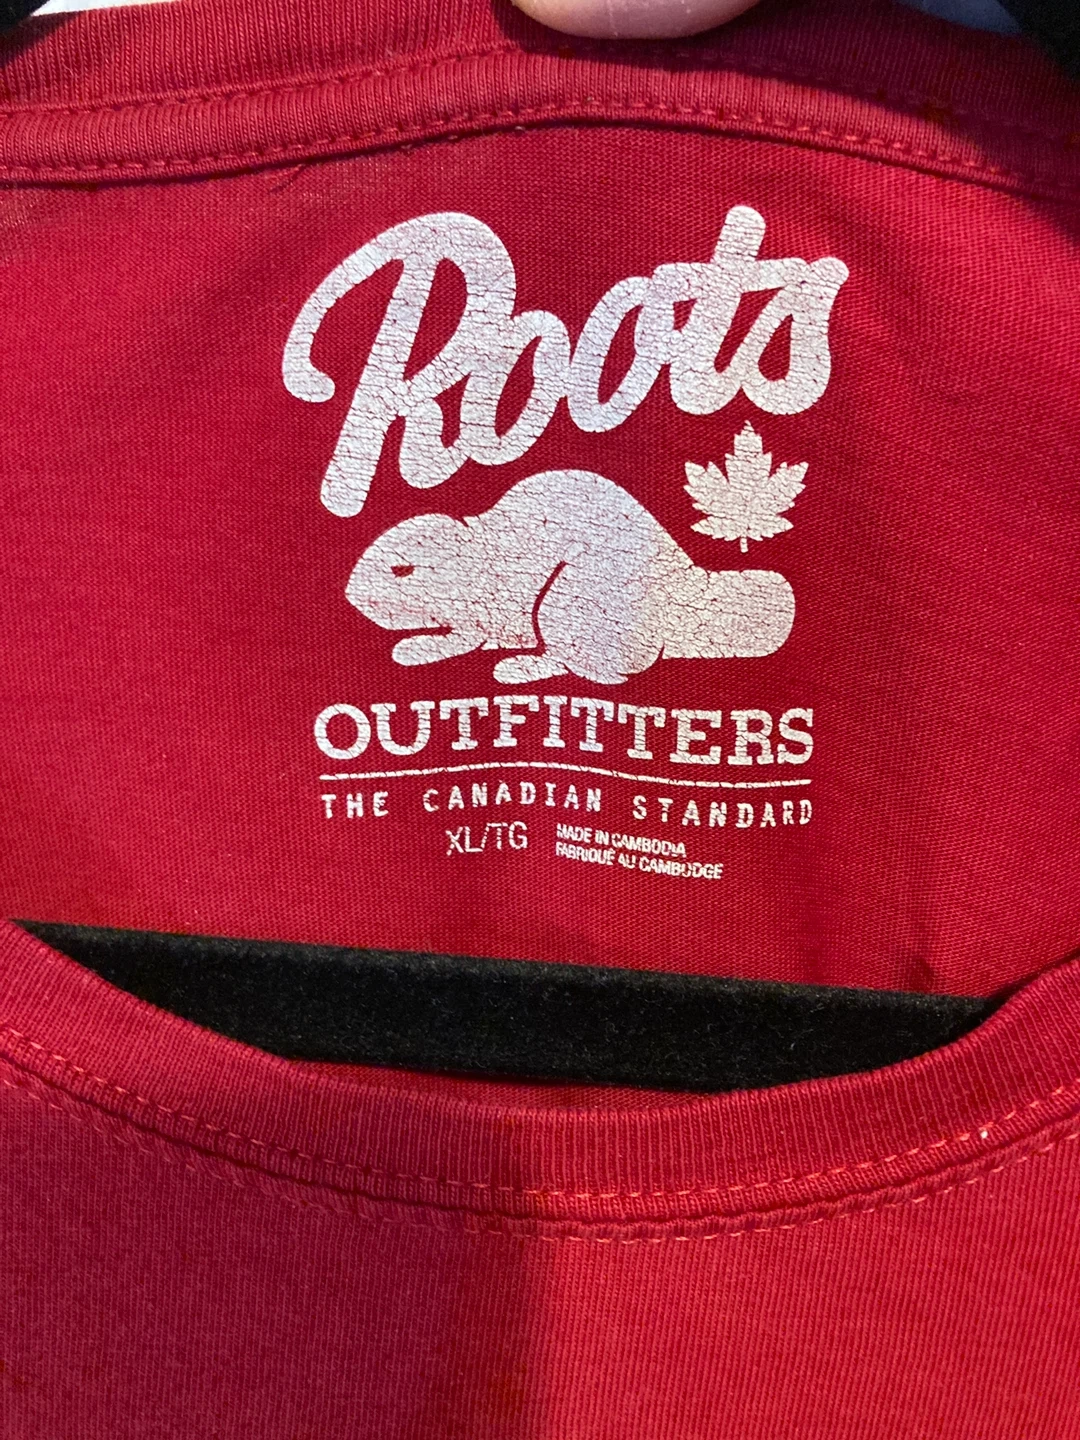 Roots
OUTFITTERS
THE CANADIAN STANDARD
XL/TG
MADE IN CAMBODIA
FABRIQUÉ AU CAMBODGE